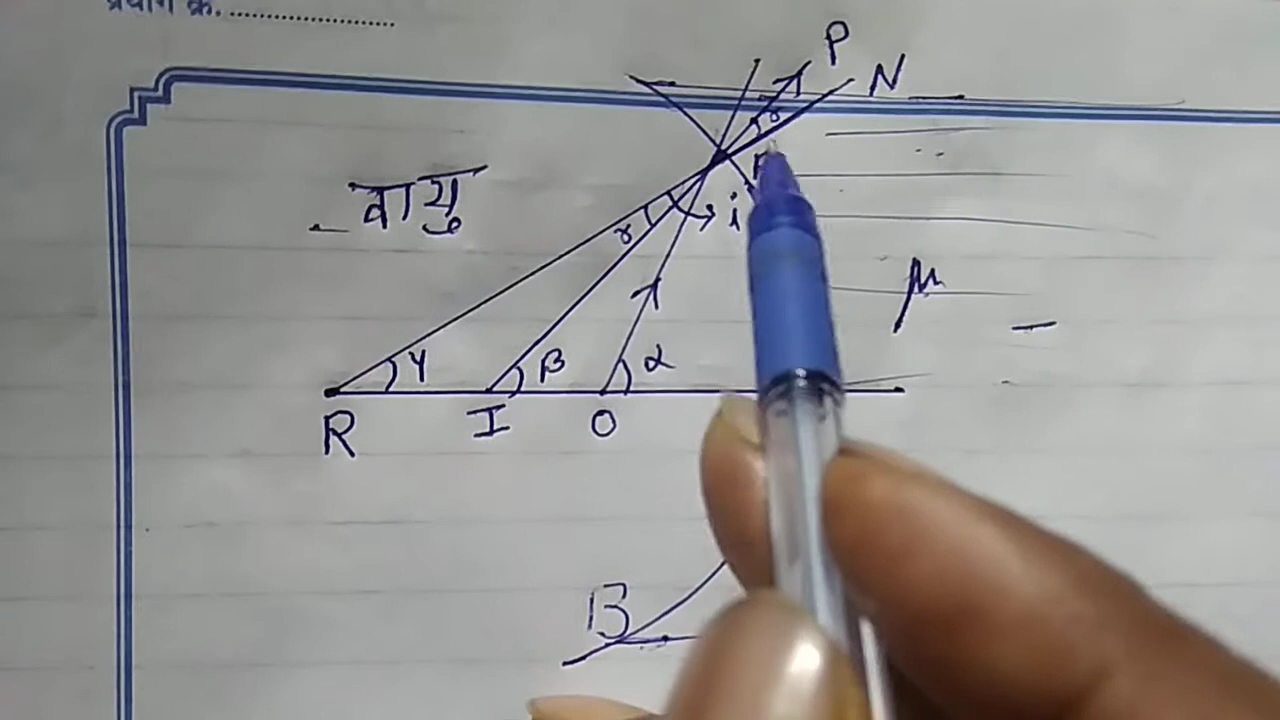 प्रयोग क्र. ........................
P
N
वायु
r
r
i
μ
γ
β
α
R I O
B